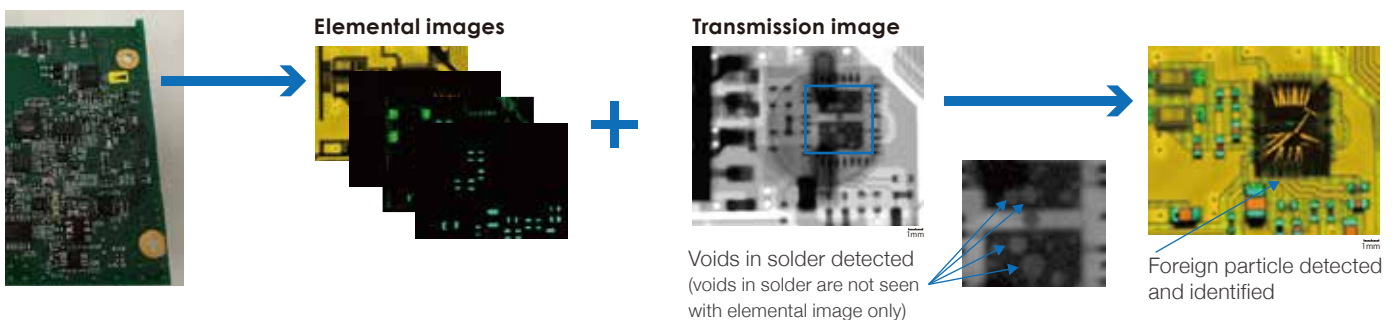 Elemental images
Transmission image
1mm
1mm
Voids in solder detected
(voids in solder are not seen
with elemental image only)
Foreign particle detected
and identified